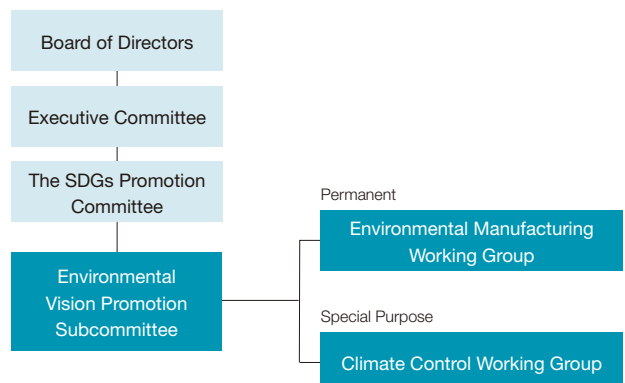 Board of Directors
Executive Committee
The SDGs Promotion
Committee
Environmental
Vision Promotion
Subcommittee
Permanent
Environmental Manufacturing
Working Group
Special Purpose
Climate Control Working Group